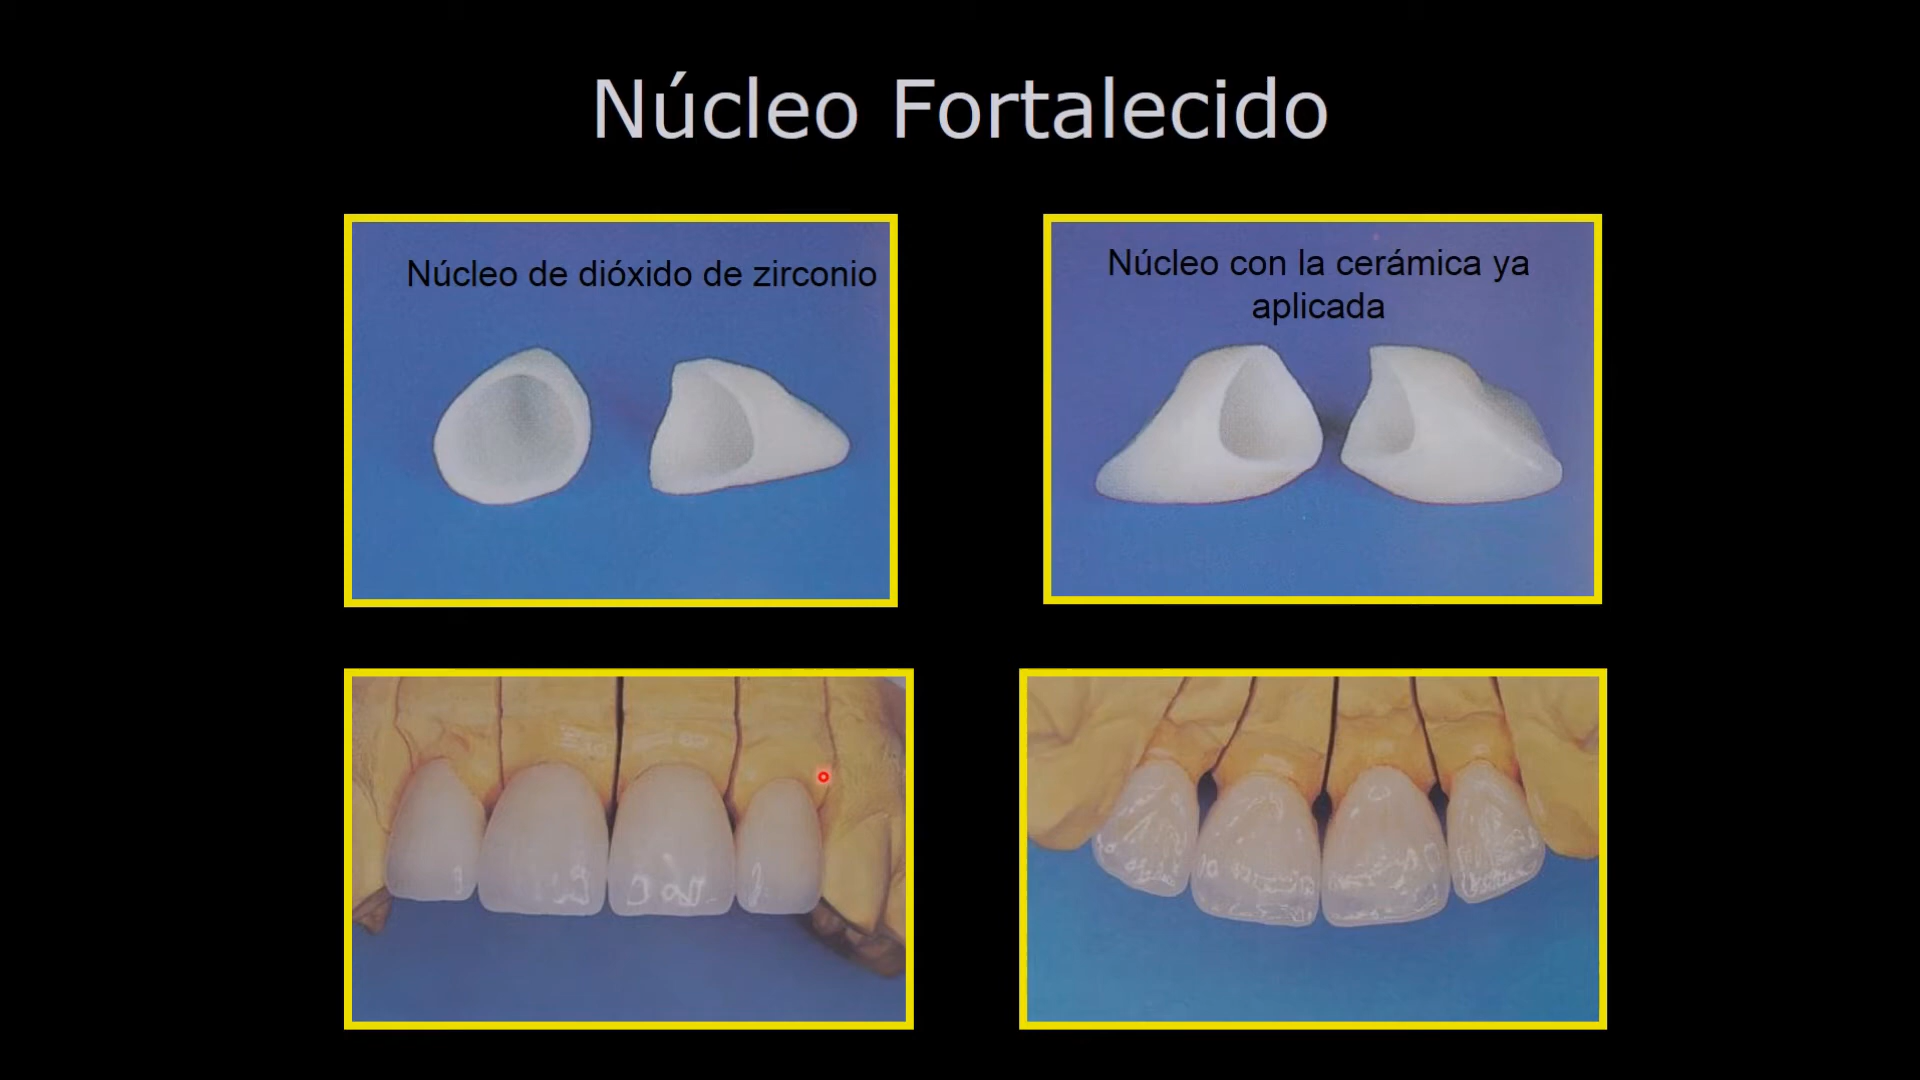 Núcleo Fortalecido
Núcleo de dióxido de zirconio
Núcleo con la cerámica ya
aplicada